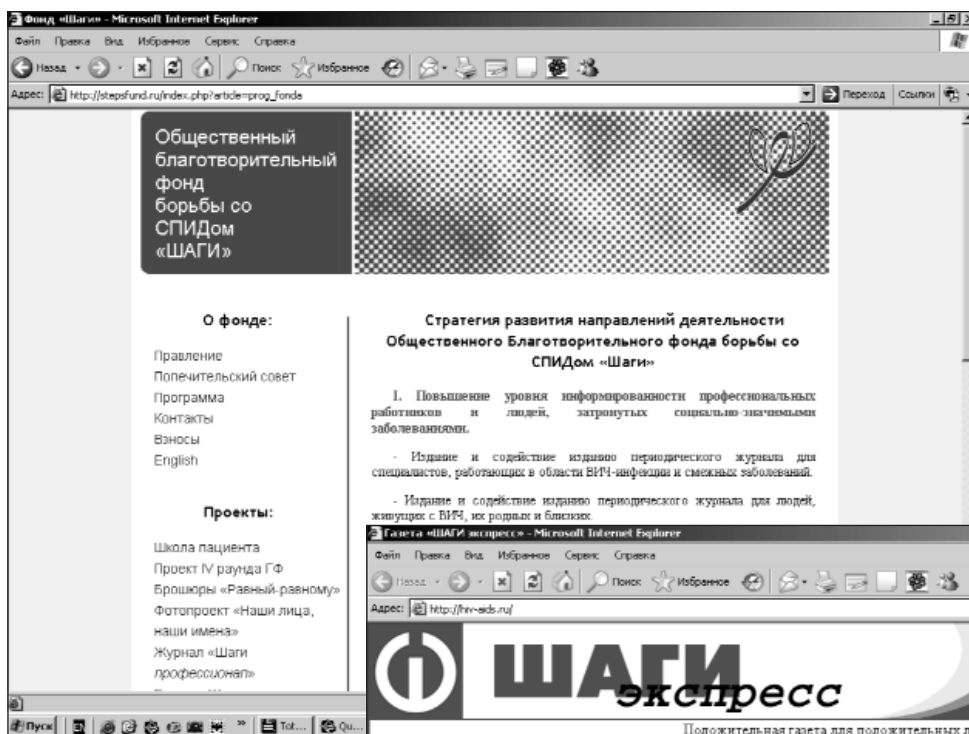 Фонд «Шаги» - Microsoft Internet Explorer
Файл Правка Вид Избранное Сервис Справка
Назад Поиск Избранное
Адрес: http://stepsfund.ru/index.php?article=prog_fonda Переход Ссылки
Общественный
благотворительный
фонд
борьбы со
СПИДом
«ШАГИ»
О фонде:
Правление
Попечительский совет
Программа
Контакты
Взносы
English
Проекты:
Школа пациента
Проект IV раунда ГФ
Брошюры «Равный-равному»
Фотопроект «Наши лица,
наши имена»
Журнал «Шаги
профессионал»
Стратегия развития направлений деятельности
Общественного Благотворительного фонда борьбы со
СПИДом «Шаги»
I. Повышение уровня информированности профессиональных
работников и людей, затронутых социально-значимыми
заболеваниями.
- Издание и содействие изданию периодического журнала для
специалистов, работающих в области ВИЧ-инфекции и смежных заболеваний.
- Издание и содействие изданию периодического журнала для людей,
живущих с ВИЧ, их родных и близких.
Газета «ШАГИ экспресс» - Microsoft Internet Explorer
Файл Правка Вид Избранное Сервис Справка
Назад Поиск Избранное
Адрес: http://hiv-aids.ru/
ШАГИ
экспресс
Положительная газета для положительных
Пуск Tot... Qu...